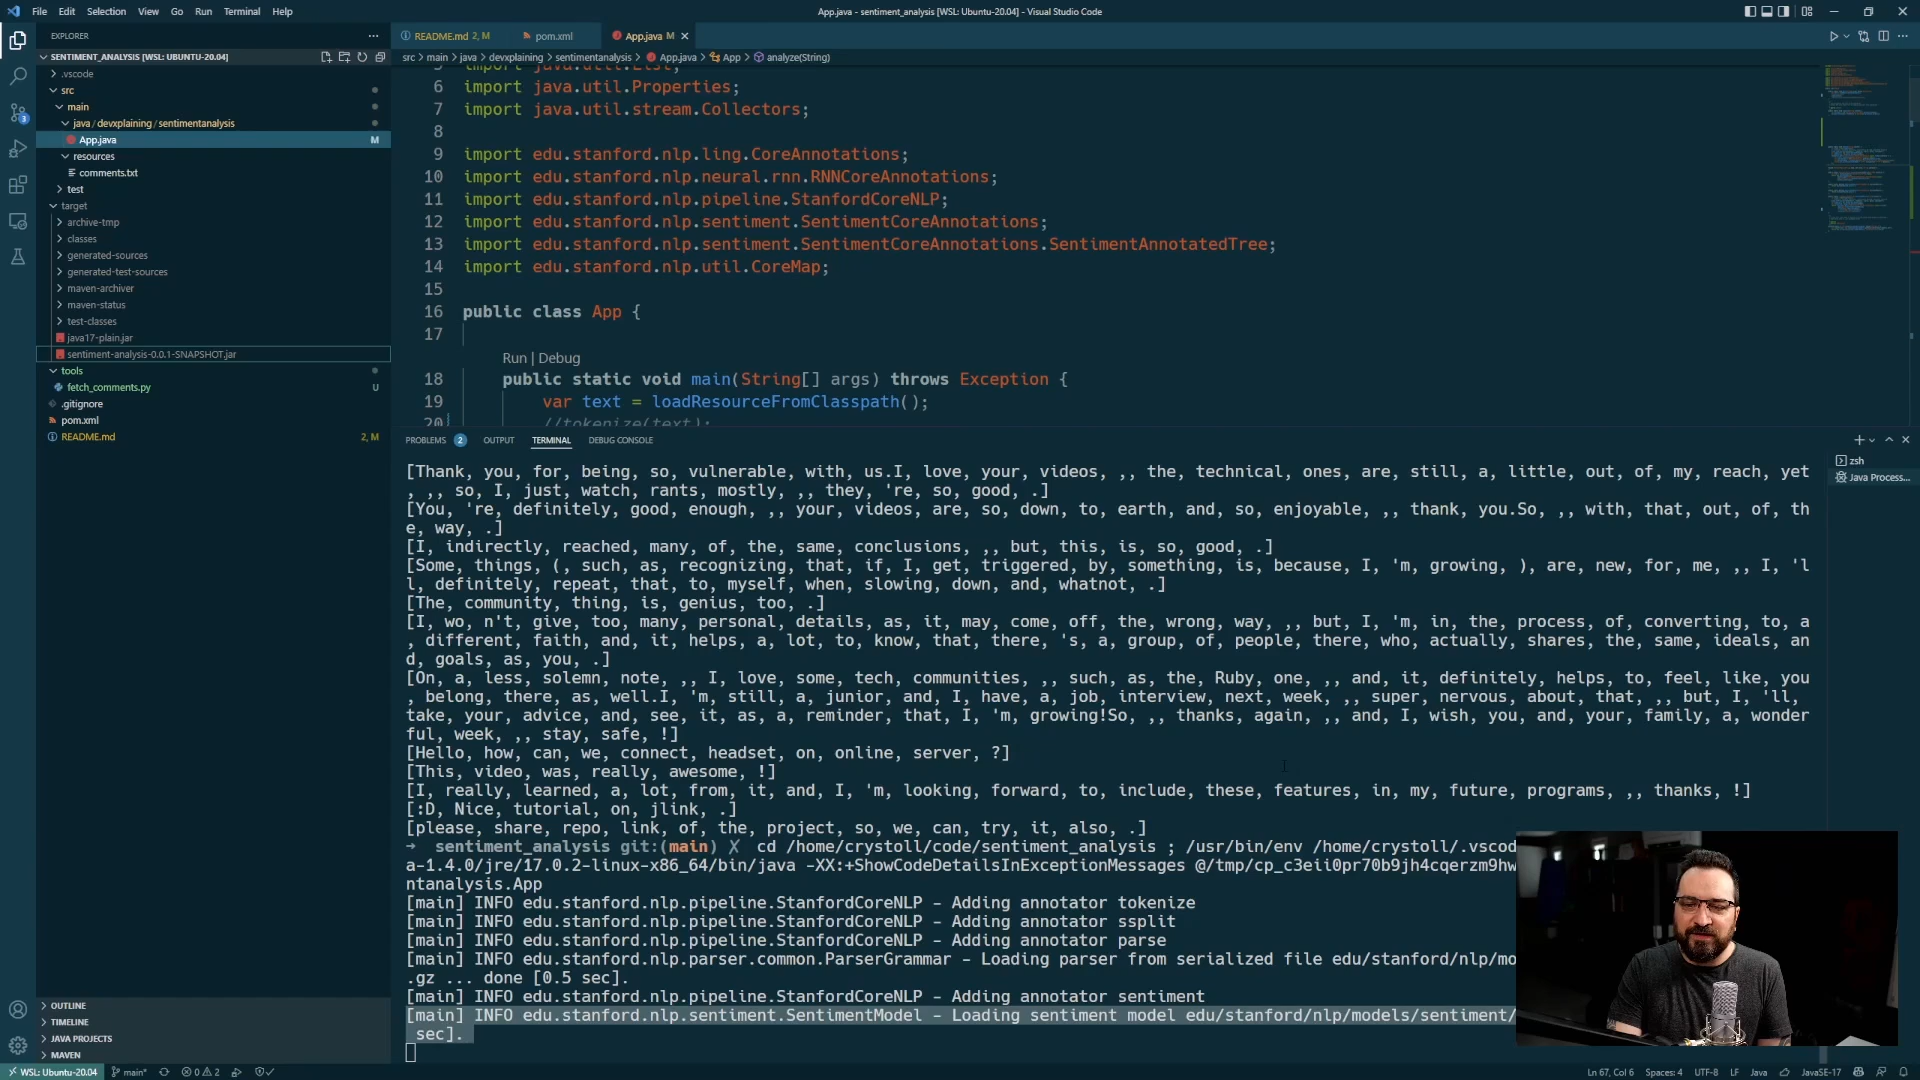 File Edit Selection View Go Run Terminal Help
App.java - sentiment_analysis [WSL: Ubuntu-20.04] - Visual Studio Code
EXPLORER
SENTIMENT_ANALYSIS [WSL: UBUNTU-20.04]
.vscode
src
main
java / devxplaining / sentimentanalysis
App.java M
resources
comments.txt
test
target
archive-tmp
classes
generated-sources
generated-test-sources
maven-archiver
maven-status
test-classes
java17-plain.jar
sentiment-analysis-0.0.1-SNAPSHOT.jar
tools
fetch_comments.py U
.gitignore
pom.xml
README.md 2, M
OUTLINE
TIMELINE
JAVA PROJECTS
MAVEN
README.md 2, M pom.xml App.java M
src > main > java > devxplaining > sentimentanalysis > App.java > App > analyze(String)
5 import java.util.List;
6 import java.util.Properties;
7 import java.util.stream.Collectors;
8
9 import edu.stanford.nlp.ling.CoreAnnotations;
10 import edu.stanford.nlp.neural.rnn.RNNCoreAnnotations;
11 import edu.stanford.nlp.pipeline.StanfordCoreNLP;
12 import edu.stanford.nlp.sentiment.SentimentCoreAnnotations;
13 import edu.stanford.nlp.sentiment.SentimentCoreAnnotations.SentimentAnnotatedTree;
14 import edu.stanford.nlp.util.CoreMap;
15
16 public class App {
17
Run | Debug
18 public static void main(String[] args) throws Exception {
19 var text = loadResourceFromClasspath();
20 //tokenize(text);
PROBLEMS 2 OUTPUT TERMINAL DEBUG CONSOLE
zsh
Java Process...
[Thank, you, for, being, so, vulnerable, with, us.I, love, your, videos, ,, the, technical, ones, are, still, a, little, out, of, my, reach, yet
, ,, so, I, just, watch, rants, mostly, ,, they, 're, so, good, .]
[You, 're, definitely, good, enough, ,, your, videos, are, so, down, to, earth, and, so, enjoyable, ,, thank, you.So, ,, with, that, out, of, th
e, way, .]
[I, indirectly, reached, many, of, the, same, conclusions, ,, but, this, is, so, good, .]
[Some, things, (, such, as, recognizing, that, if, I, get, triggered, by, something, is, because, I, 'm, growing, ), are, new, for, me, ,, I, 'l
l, definitely, repeat, that, to, myself, when, slowing, down, and, whatnot, .]
[The, community, thing, is, genius, too, .]
[I, wo, n't, give, too, many, personal, details, as, it, may, come, off, the, wrong, way, ,, but, I, 'm, in, the, process, of, converting, to, a
, different, faith, and, it, helps, a, lot, to, know, that, there, 's, a, group, of, people, there, who, actually, shares, the, same, ideals, an
d, goals, as, you, .]
[On, a, less, solemn, note, ,, I, love, some, tech, communities, ,, such, as, the, Ruby, one, ,, and, it, definitely, helps, to, feel, like, you
, belong, there, as, well.I, 'm, still, a, junior, and, I, have, a, job, interview, next, week, ,, super, nervous, about, that, ,, but, I, 'll,
take, your, advice, and, see, it, as, a, reminder, that, I, 'm, growing!So, ,, thanks, again, ,, and, I, wish, you, and, your, family, a, wonder
ful, week, ,, stay, safe, !]
[Hello, how, can, we, connect, headset, on, online, server, ?]
[This, video, was, really, awesome, !]
[I, really, learned, a, lot, from, it, and, I, 'm, looking, forward, to, include, these, features, in, my, future, programs, ,, thanks, !]
[:D, Nice, tutorial, on, jlink, .]
[please, share, repo, link, of, the, project, so, we, can, try, it, also, .]
➜ sentiment_analysis git:(main) ✗ cd /home/crystoll/code/sentiment_analysis ; /usr/bin/env /home/crystoll/.vscod
a-1.4.0/jre/17.0.2-linux-x86_64/bin/java -XX:+ShowCodeDetailsInExceptionMessages @/tmp/cp_c3eii0pr70b9jh4cqerzm9hw
ntanalysis.App
[main] INFO edu.stanford.nlp.pipeline.StanfordCoreNLP - Adding annotator tokenize
[main] INFO edu.stanford.nlp.pipeline.StanfordCoreNLP - Adding annotator ssplit
[main] INFO edu.stanford.nlp.pipeline.StanfordCoreNLP - Adding annotator parse
[main] INFO edu.stanford.nlp.parser.common.ParserGrammar - Loading parser from serialized file edu/stanford/nlp/mo
.gz ... done [0.5 sec].
[main] INFO edu.stanford.nlp.pipeline.StanfordCoreNLP - Adding annotator sentiment
[main] INFO edu.stanford.nlp.sentiment.SentimentModel - Loading sentiment model edu/stanford/nlp/models/sentiment/
sec].
WSL: Ubuntu-20.04 main* 0 2 Ln 67, Col 6 Spaces: 4 UTF-8 LF Java JavaSE-17